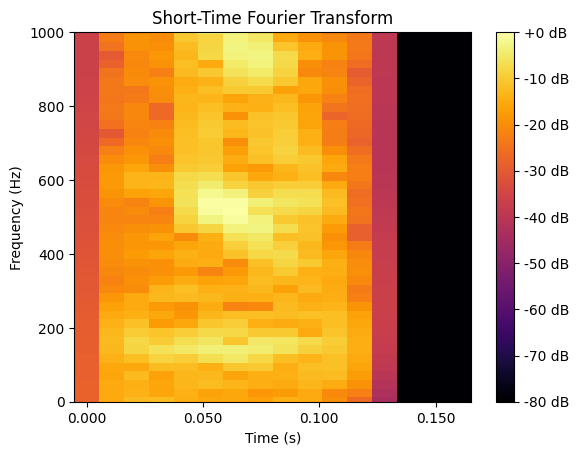 Short-Time Fourier Transform
1000
800
600
400
200
0
Frequency (Hz)
0.000
0.050
0.100
0.150
Time (s)
+0 dB
-10 dB
-20 dB
-30 dB
-40 dB
-50 dB
-60 dB
-70 dB
-80 dB